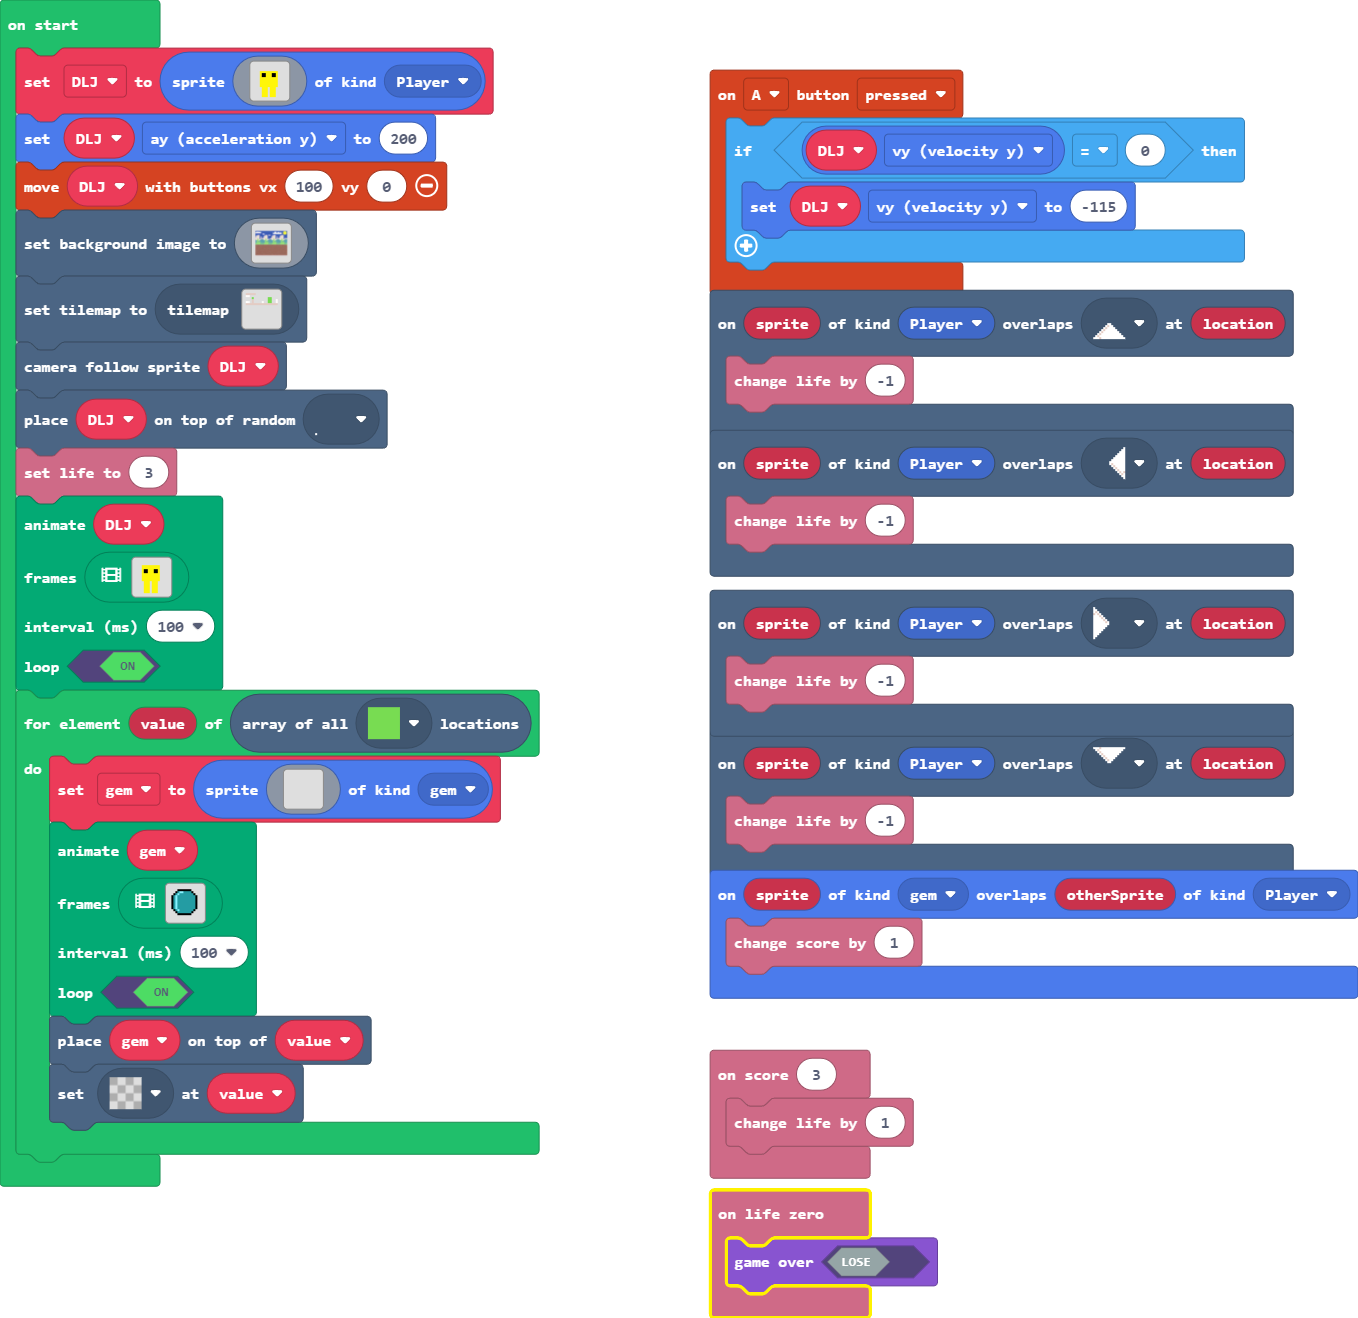 on start
set DLJ to sprite of kind Player
set DLJ ay (acceleration y) to 200
move DLJ with buttons vx 100 vy 0
set background image to
set tilemap to tilemap
camera follow sprite DLJ
place DLJ on top of random
set life to 3
animate DLJ
frames
interval (ms) 100
loop ON
for element value of array of all locations
do
set gem to sprite of kind gem
animate gem
frames
interval (ms) 100
loop ON
place gem on top of value
set at value
on A button pressed
if DLJ vy (velocity y) = 0 then
set DLJ vy (velocity y) to -115
on sprite of kind Player overlaps at location
change life by -1
on sprite of kind Player overlaps at location
change life by -1
on sprite of kind Player overlaps at location
change life by -1
on sprite of kind Player overlaps at location
change life by -1
on sprite of kind gem overlaps otherSprite of kind Player
change score by 1
on score 3
change life by 1
on life zero
game over LOSE